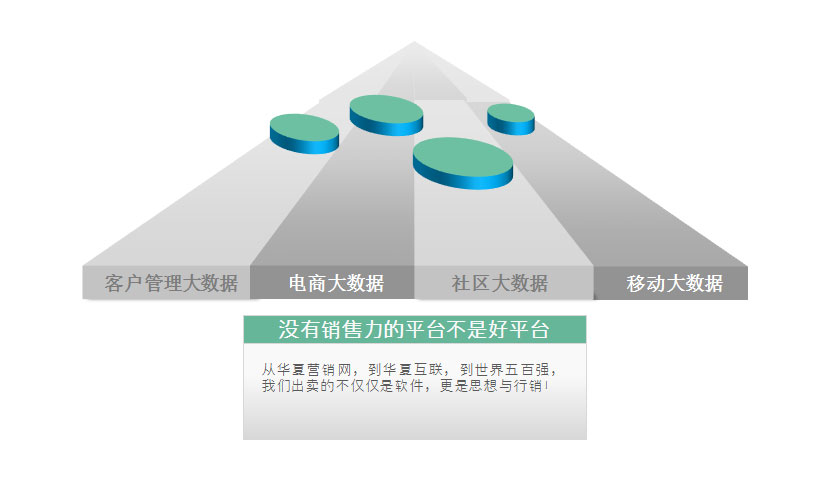 客户管理大数据 电商大数据 社区大数据 移动大数据
没有销售力的平台不是好平台
从华夏营销网，到华夏互联，到世界五百强，
我们出卖的不仅仅是软件，更是思想与行销！